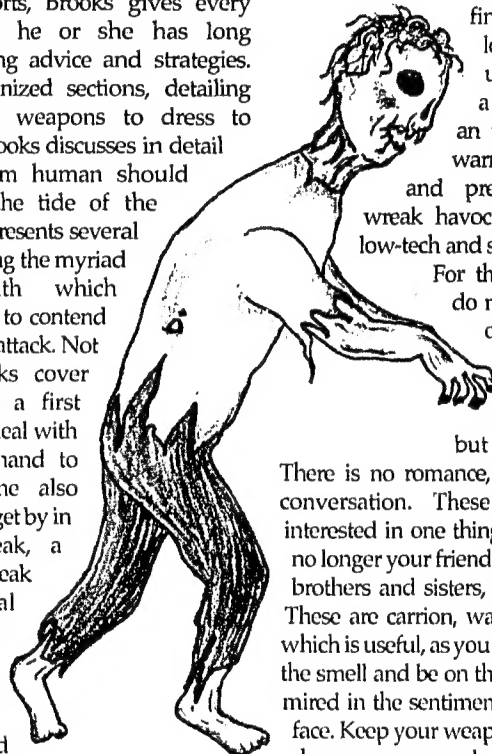 orts, Brooks gives every
he or she has long
ng advice and strategies.
nized sections, detailing
weapons to dress to
ooks discusses in detail
m human should
he tide of the
resents several
ng the myriad
th which
to contend
attack. Not
ks cover
a first
eal with
hand to
he also
get by in
eak, a
eak
al
d
fin
u
a
an
warn
and pre
wreak havoc
low-tech and s
For th
do n
o
but
There is no romance,
conversation. These
interested in one thing
no longer your friend
brothers and sisters,
These are carrion, wa
which is useful, as you
the smell and be on th
mired in the sentimen
face. Keep your weap